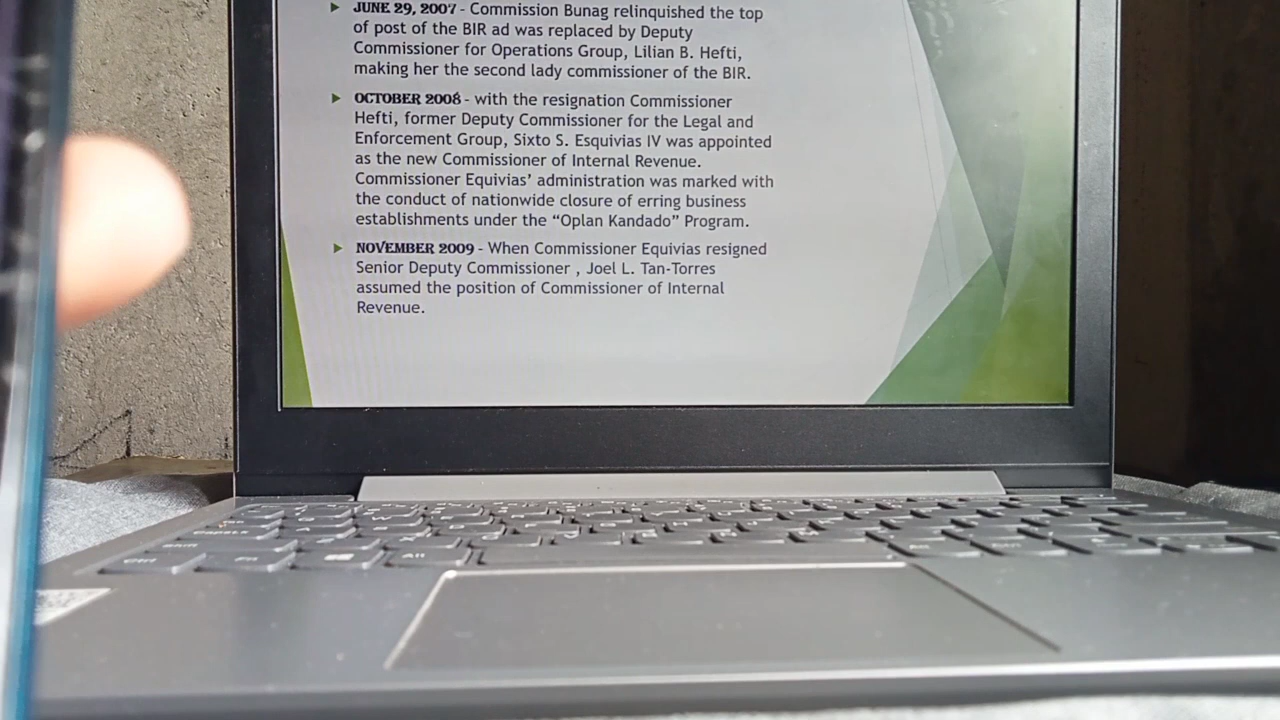 JUNE 29, 2007 - Commission Bunag relinquished the top
of post of the BIR ad was replaced by Deputy
Commissioner for Operations Group, Lilian B. Hefti,
making her the second lady commissioner of the BIR.
OCTOBER 2008 - with the resignation Commissioner
Hefti, former Deputy Commissioner for the Legal and
Enforcement Group, Sixto S. Esquivias IV was appointed
as the new Commissioner of Internal Revenue.
Commissioner Equivias’ administration was marked with
the conduct of nationwide closure of erring business
establishments under the “Oplan Kandado” Program.
NOVEMBER 2009 - When Commissioner Equivias resigned
Senior Deputy Commissioner , Joel L. Tan-Torres
assumed the position of Commissioner of Internal
Revenue.
Ctrl Fn Alt